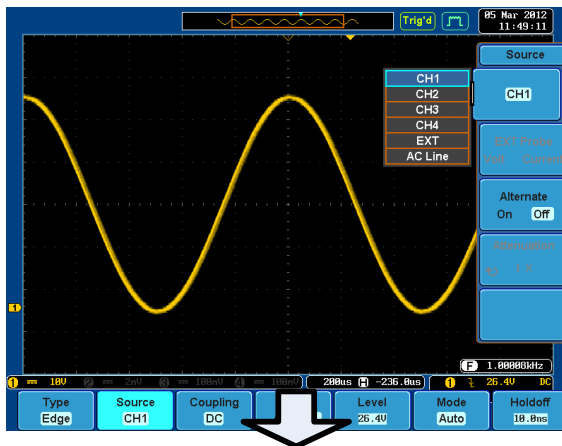 Trig'd
05 Mar 2012
11:49:11
Source
CH1
CH2
CH3
CH4
EXT
AC Line
CH1
Alternate
On Off
1
F 1.00008kHz
1 10V 2 2mV 3 100mV 4 100mV 200us H -236.0us 1 26.4V DC
Type
Edge
Source
CH1
Coupling
DC
Level
26.4V
Mode
Auto
Holdoff
10.0ns